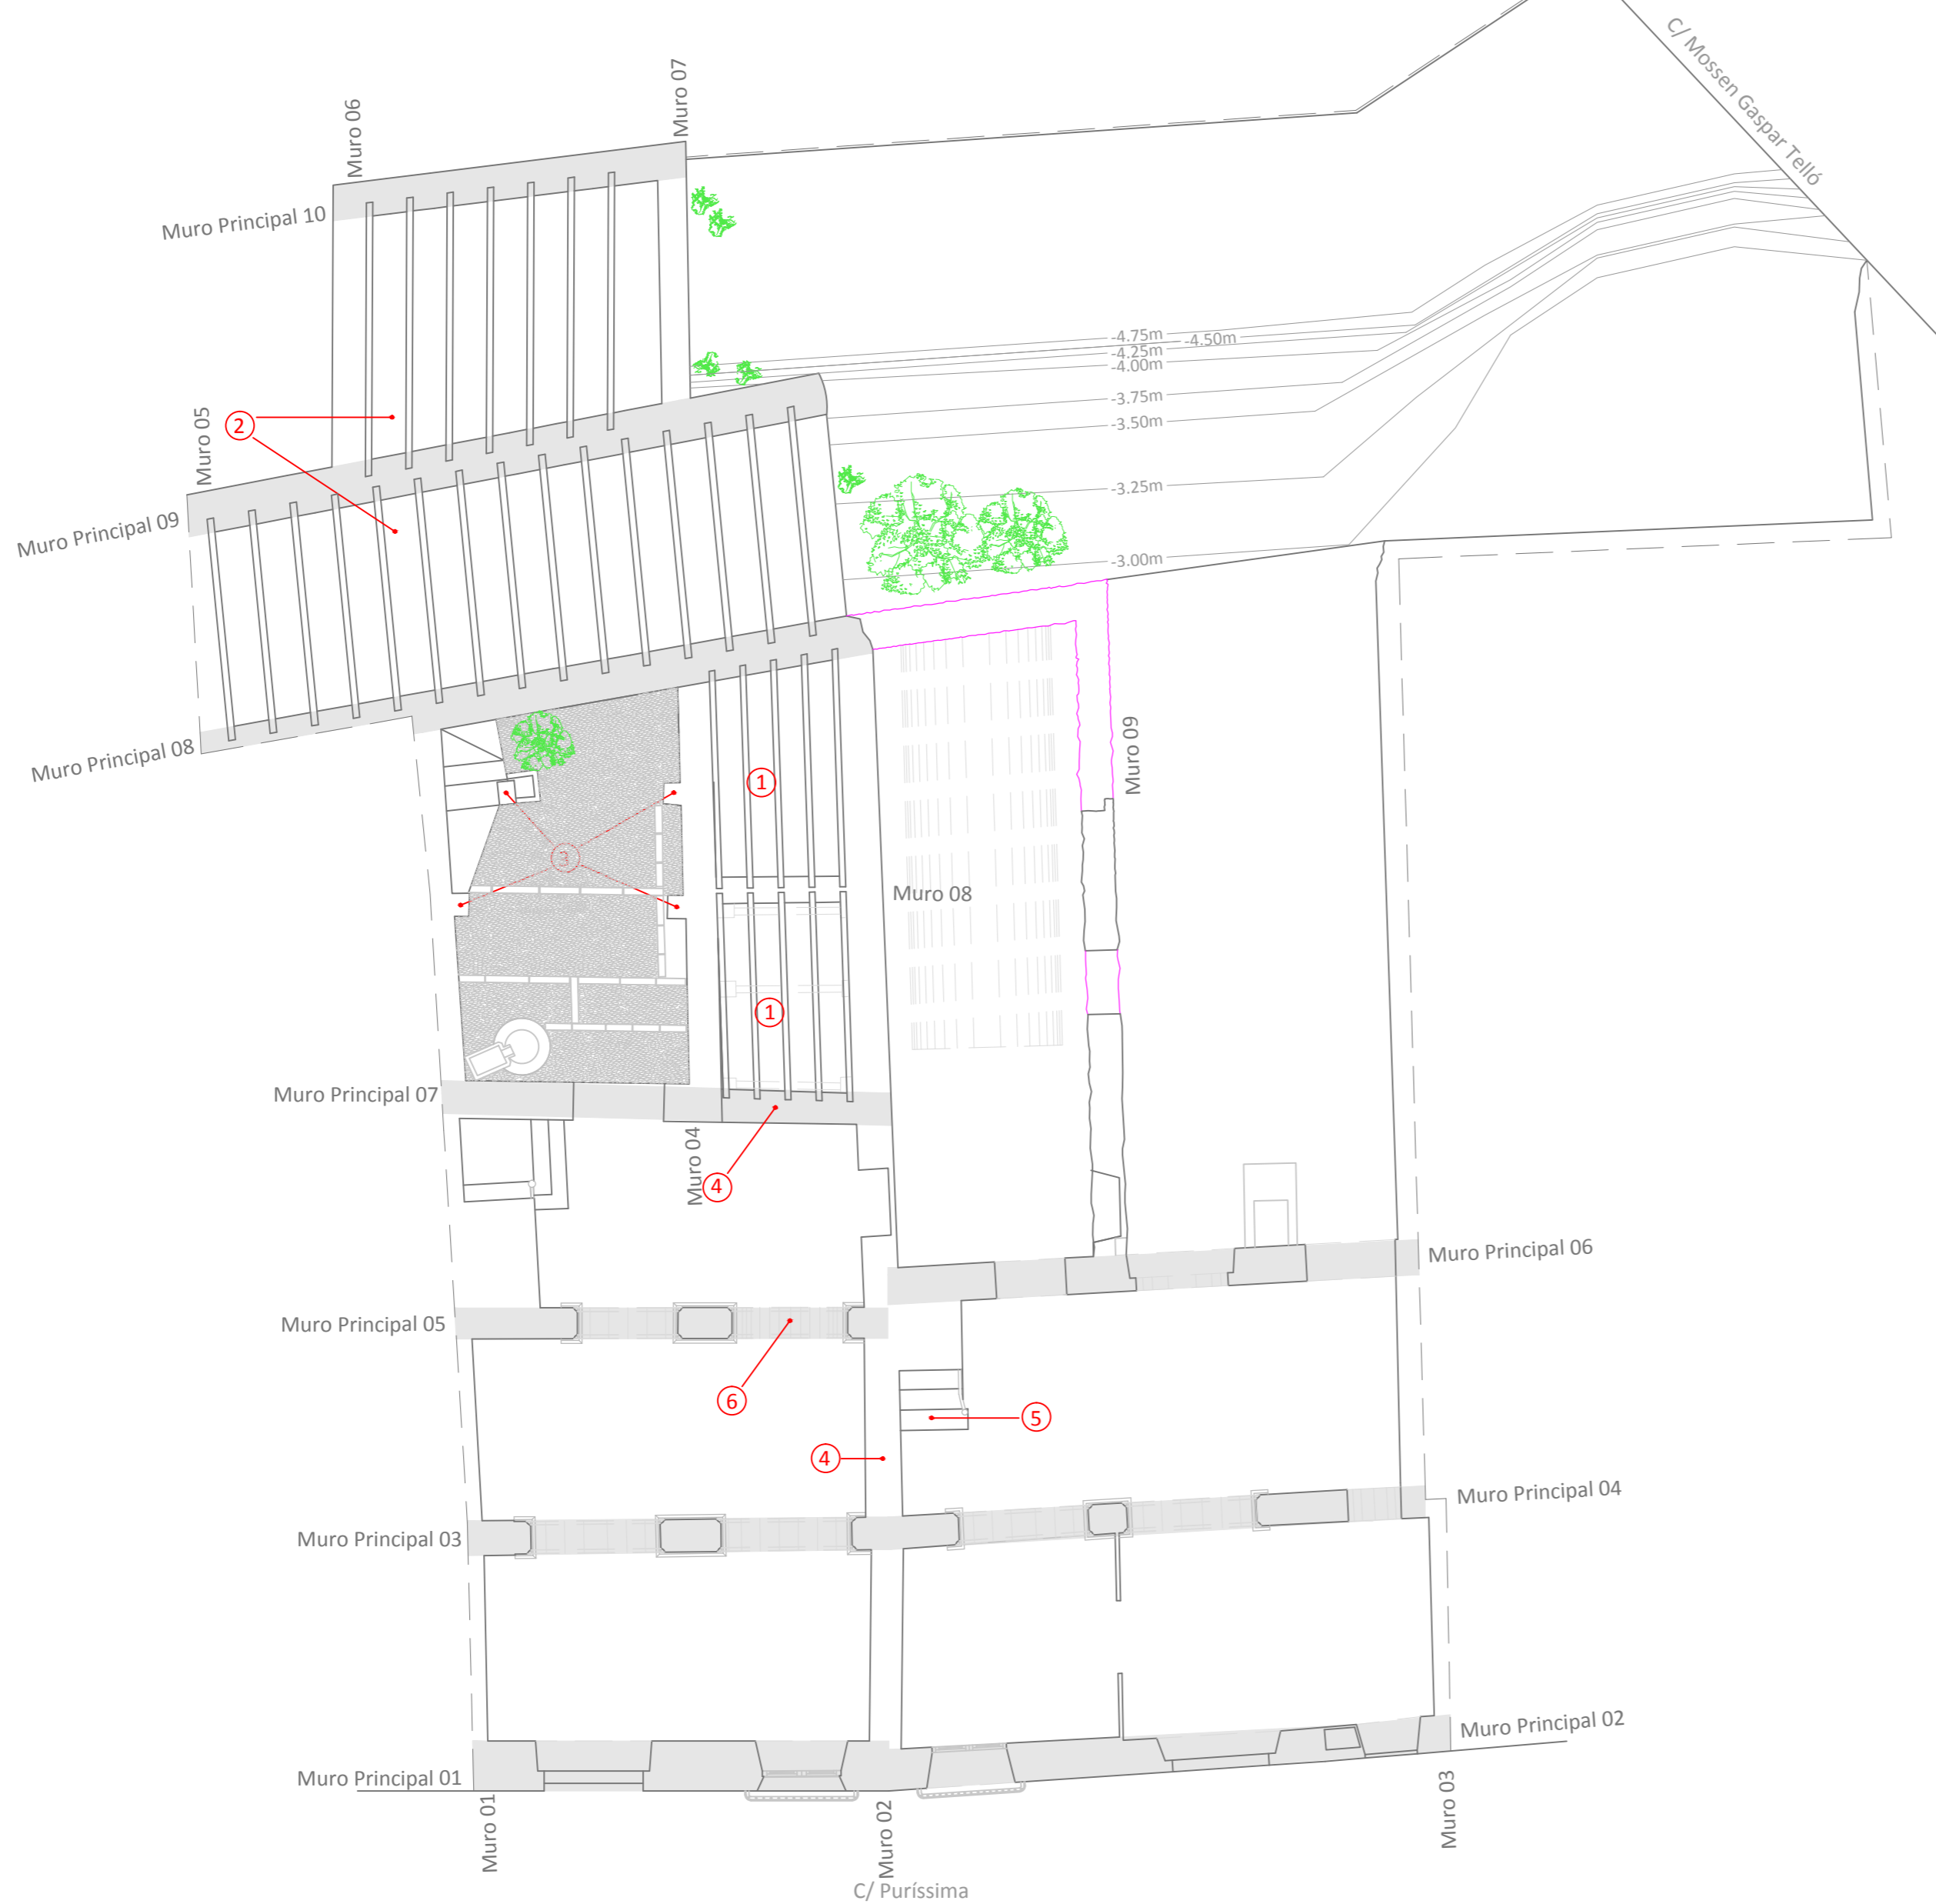 C/ Mossen Gaspar Telló
Muro 07
Muro 06
Muro Principal 10
-4.75m
-4.50m
-4.25m
-4.00m
-3.75m
-3.50m
2
Muro 05
-3.25m
Muro Principal 09
-3.00m
Muro Principal 08
Muro 09
1
3
Muro 08
1
Muro Principal 07
Muro 04
4
Muro Principal 06
Muro Principal 05
6
5
4
Muro Principal 04
Muro Principal 03
Muro Principal 02
Muro Principal 01
Muro 01
Muro 02
Muro 03
C/ Puríssima